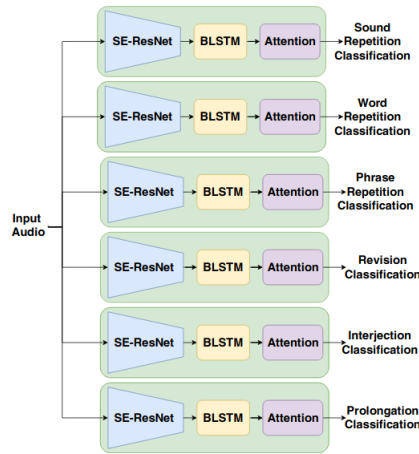 SE-ResNet BLSTM Attention
Sound
Repetition
Classification
SE-ResNet BLSTM Attention
Word
Repetition
Classification
SE-ResNet BLSTM Attention
Phrase
Repetition
Classification
Input
Audio
SE-ResNet BLSTM Attention
Revision
Classification
SE-ResNet BLSTM Attention
Interjection
Classification
SE-ResNet BLSTM Attention
Prolongation
Classification